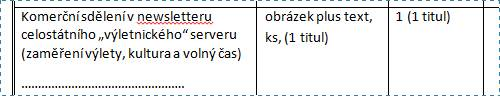 Komerční sdělení v newsletteru
celostátního „výletnického“ serveru
(zaměření výlety, kultura a volný čas)
................................................
obrázek plus text,
ks, (1 titul)
1 (1 titul)